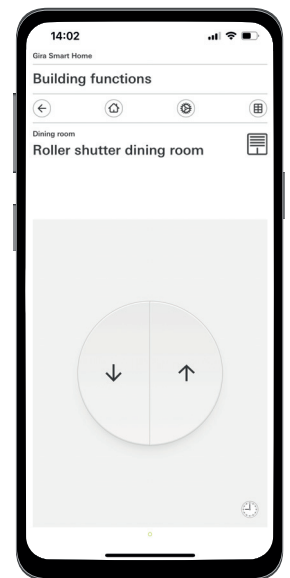 14:02
Gira Smart Home
Building functions
Dining room
Roller shutter dining room